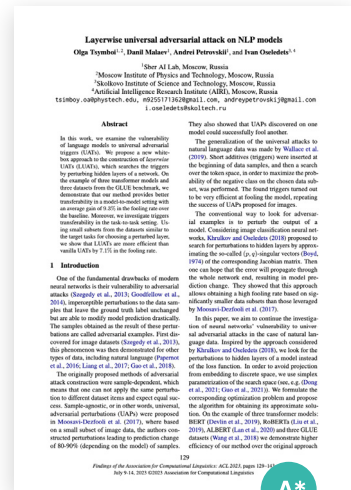 Layerwise universal adversarial attack on NLP models
Olga Tsymboi1, 2, Danil Malaev1, Andrei Petrovskii1, and Ivan Oseledets3, 4
1Sber AI Lab, Moscow, Russia
2Moscow Institute of Physics and Technology, Moscow, Russia
3Skolkovo Institute of Science and Technology, Moscow, Russia
4Artificial Intelligence Research Institute (AIRI), Moscow, Russia
tsimboy.oa@phystech.edu, m9255171362@gmail.com, andreypetrovskij@gmail.com
i.oseledets@skoltech.ru
Abstract
In this work, we examine the vulnerability
of language models to universal adversarial
triggers (UATs). We propose a new white-
box approach to the construction of layerwise
UATs (LUATs), which searches the triggers
by perturbing hidden layers of a network. On
the example of three transformer models and
three datasets from the GLUE benchmark, we
demonstrate that our method provides better
transferability in a model-to-model setting with
an average gain of 9.3% in the fooling rate over
the baseline. Moreover, we investigate triggers
transferability in the task-to-task setting. Us-
ing small subsets from the datasets similar to
the target tasks for choosing a perturbed layer,
we show that LUATs are more efficient than
vanilla UATs by 7.1% in the fooling rate.
1 Introduction
One of the fundamental drawbacks of modern
neural networks is their vulnerability to adversarial
attacks (Szegedy et al., 2013; Goodfellow et al.,
2014), imperceptible perturbations to the data sam-
ples that leave the ground truth label unchanged
but are able to modify model prediction drastically.
The samples obtained as the result of these pertur-
bations are called adversarial examples. First dis-
covered for image datasets (Szegedy et al., 2013),
this phenomenon was then demonstrated for other
types of data, including natural language (Papernot
et al., 2016; Liang et al., 2017; Gao et al., 2018).
The originally proposed methods of adversarial
attack construction were sample-dependent, which
means that one can not apply the same perturba-
tion to different dataset items and expect equal suc-
cess. Sample-agnostic, or in other words, universal,
adversarial perturbations (UAPs) were proposed
in Moosavi-Dezfooli et al. (2017), where based
on a small subset of image data, the authors con-
structed perturbations leading to prediction change
of 80-90% (depending on the model) of samples.
They also showed that UAPs discovered on one
model could successfully fool another.
The generalization of the universal attacks to
natural language data was made by Wallace et al.
(2019). Short additives (triggers) were inserted at
the beginning of data samples, and then a search
over the token space, in order to maximize the prob-
ability of the negative class on the chosen data sub-
set, was performed. The found triggers turned out
to be very efficient at fooling the model, repeating
the success of UAPs proposed for images.
The conventional way to look for adversar-
ial examples is to perturb the output of a
model. Considering image classification neural net-
works, Khrulkov and Oseledets (2018) proposed to
search for perturbations to hidden layers by approx-
imating the so-called (p, q)-singular vectors (Boyd,
1974) of the corresponding Jacobian matrix. Then
one can hope that the error will propagate through
the whole network end, resulting in model pre-
diction change. They showed that this approach
allows obtaining a high fooling rate based on sig-
nificantly smaller data subsets than those leveraged
by Moosavi-Dezfooli et al. (2017).
In this paper, we aim to continue the investiga-
tion of neural networks' vulnerability to univer-
sal adversarial attacks in the case of natural lan-
guage data. Inspired by the approach considered
by Khrulkov and Oseledets (2018), we look for the
perturbations to hidden layers of a model instead
of the loss function. In order to avoid projection
from embedding to discrete space, we use simplex
parametrization of the search space (see, e.g. (Dong
et al., 2021; Guo et al., 2021)). We formulate the
corresponding optimization problem and propose
the algorithm for obtaining its approximate solu-
tion. On the example of three transformer models:
BERT (Devlin et al., 2019), RoBERTa (Liu et al.,
2019), ALBERT (Lan et al., 2020) and three GLUE
datasets (Wang et al., 2018) we demonstrate higher
efficiency of our method over the original approach
129
Findings of the Association for Computational Linguistics: ACL 2023, pages 129–143
July 9-14, 2023 ©2023 Association for Computational Linguistics
A*